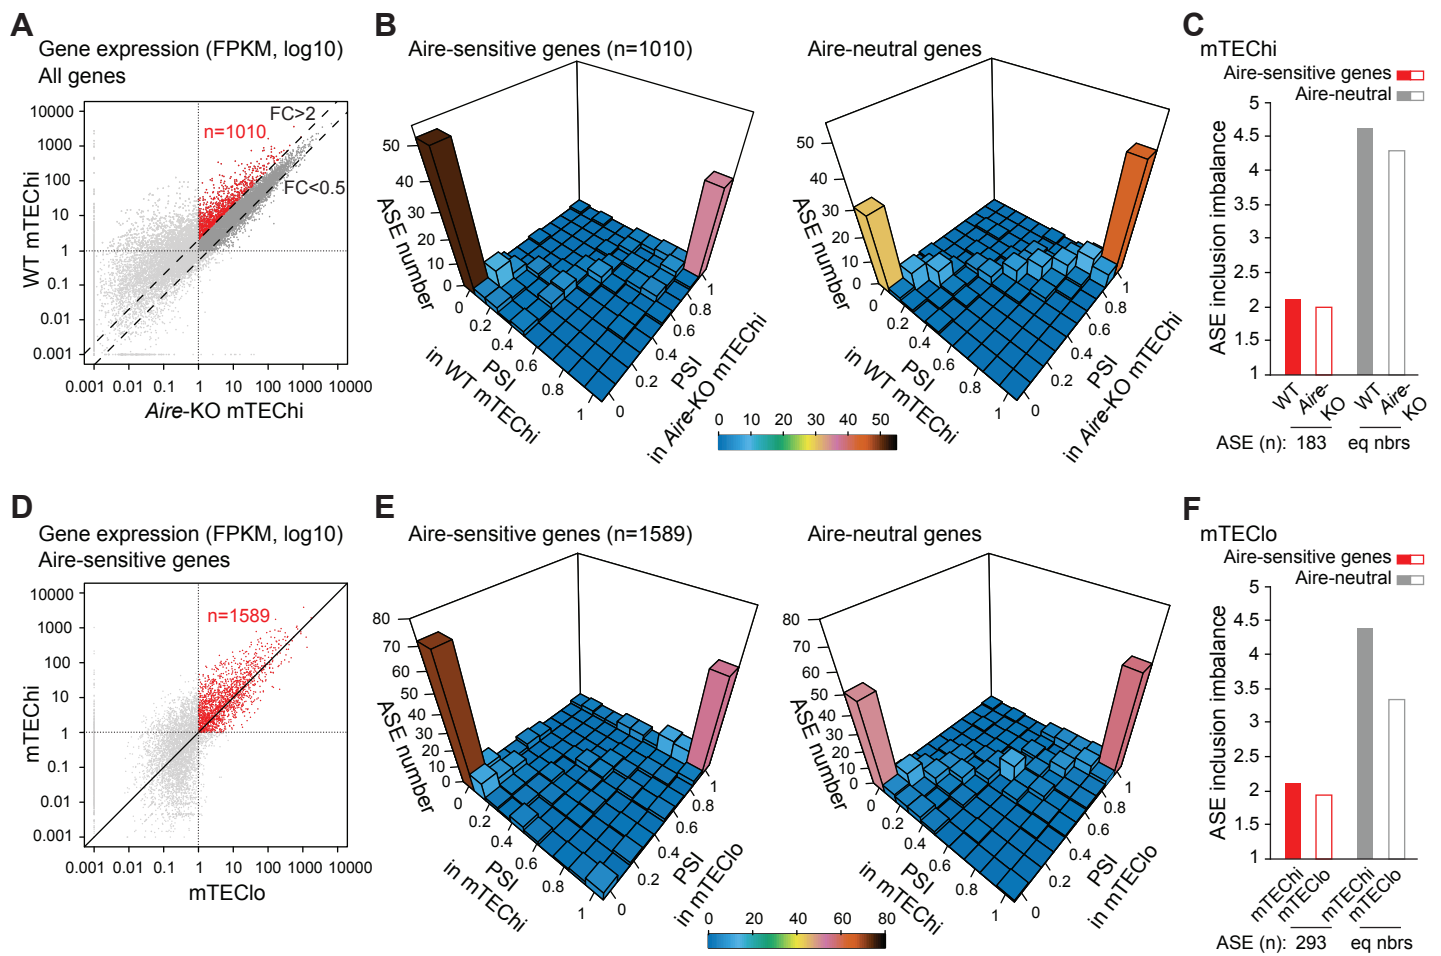 A
Gene expression (FPKM, log10)
All genes
10000
1000
100
10
1
0.1
0.01
0.001
WT mTEChi
n=1010
FC>2
FC<0.5
0.001 0.01 0.1 1 10 100 1000 10000
Aire-KO mTEChi
B
Aire-sensitive genes (n=1010)
50
40
30
20
10
0
ASE number
0
0.2
0.4
0.6
0.8
1
PSI
in WT mTEChi
0
0.2
0.4
0.6
0.8
1
PSI
in Aire-KO mTEChi
Aire-neutral genes
50
40
30
20
10
0
ASE number
0
0.2
0.4
0.6
0.8
1
PSI
in WT mTEChi
0
0.2
0.4
0.6
0.8
1
PSI
in Aire-KO mTEChi
0 10 20 30 40 50
C
mTEChi
Aire-sensitive genes
Aire-neutral
5
4.5
4
3.5
3
2.5
2
1.5
1
ASE inclusion imbalance
WT Aire-KO WT Aire-KO
ASE (n): 183 eq nbrs
D
Gene expression (FPKM, log10)
Aire-sensitive genes
10000
1000
100
10
1
0.1
0.01
0.001
mTEChi
n=1589
0.001 0.01 0.1 1 10 100 1000 10000
mTEClo
E
Aire-sensitive genes (n=1589)
80
70
60
50
40
30
20
10
0
ASE number
0
0.2
0.4
0.6
0.8
1
PSI
in mTEChi
0
0.2
0.4
0.6
0.8
1
PSI
in mTEClo
Aire-neutral genes
80
70
60
50
40
30
20
10
0
ASE number
0
0.2
0.4
0.6
0.8
1
PSI
in mTEChi
0
0.2
0.4
0.6
0.8
1
PSI
in mTEClo
0 20 40 60 80
F
mTEClo
Aire-sensitive genes
Aire-neutral
5
4.5
4
3.5
3
2.5
2
1.5
1
ASE inclusion imbalance
mTEChi mTEClo mTEChi mTEClo
ASE (n): 293 eq nbrs